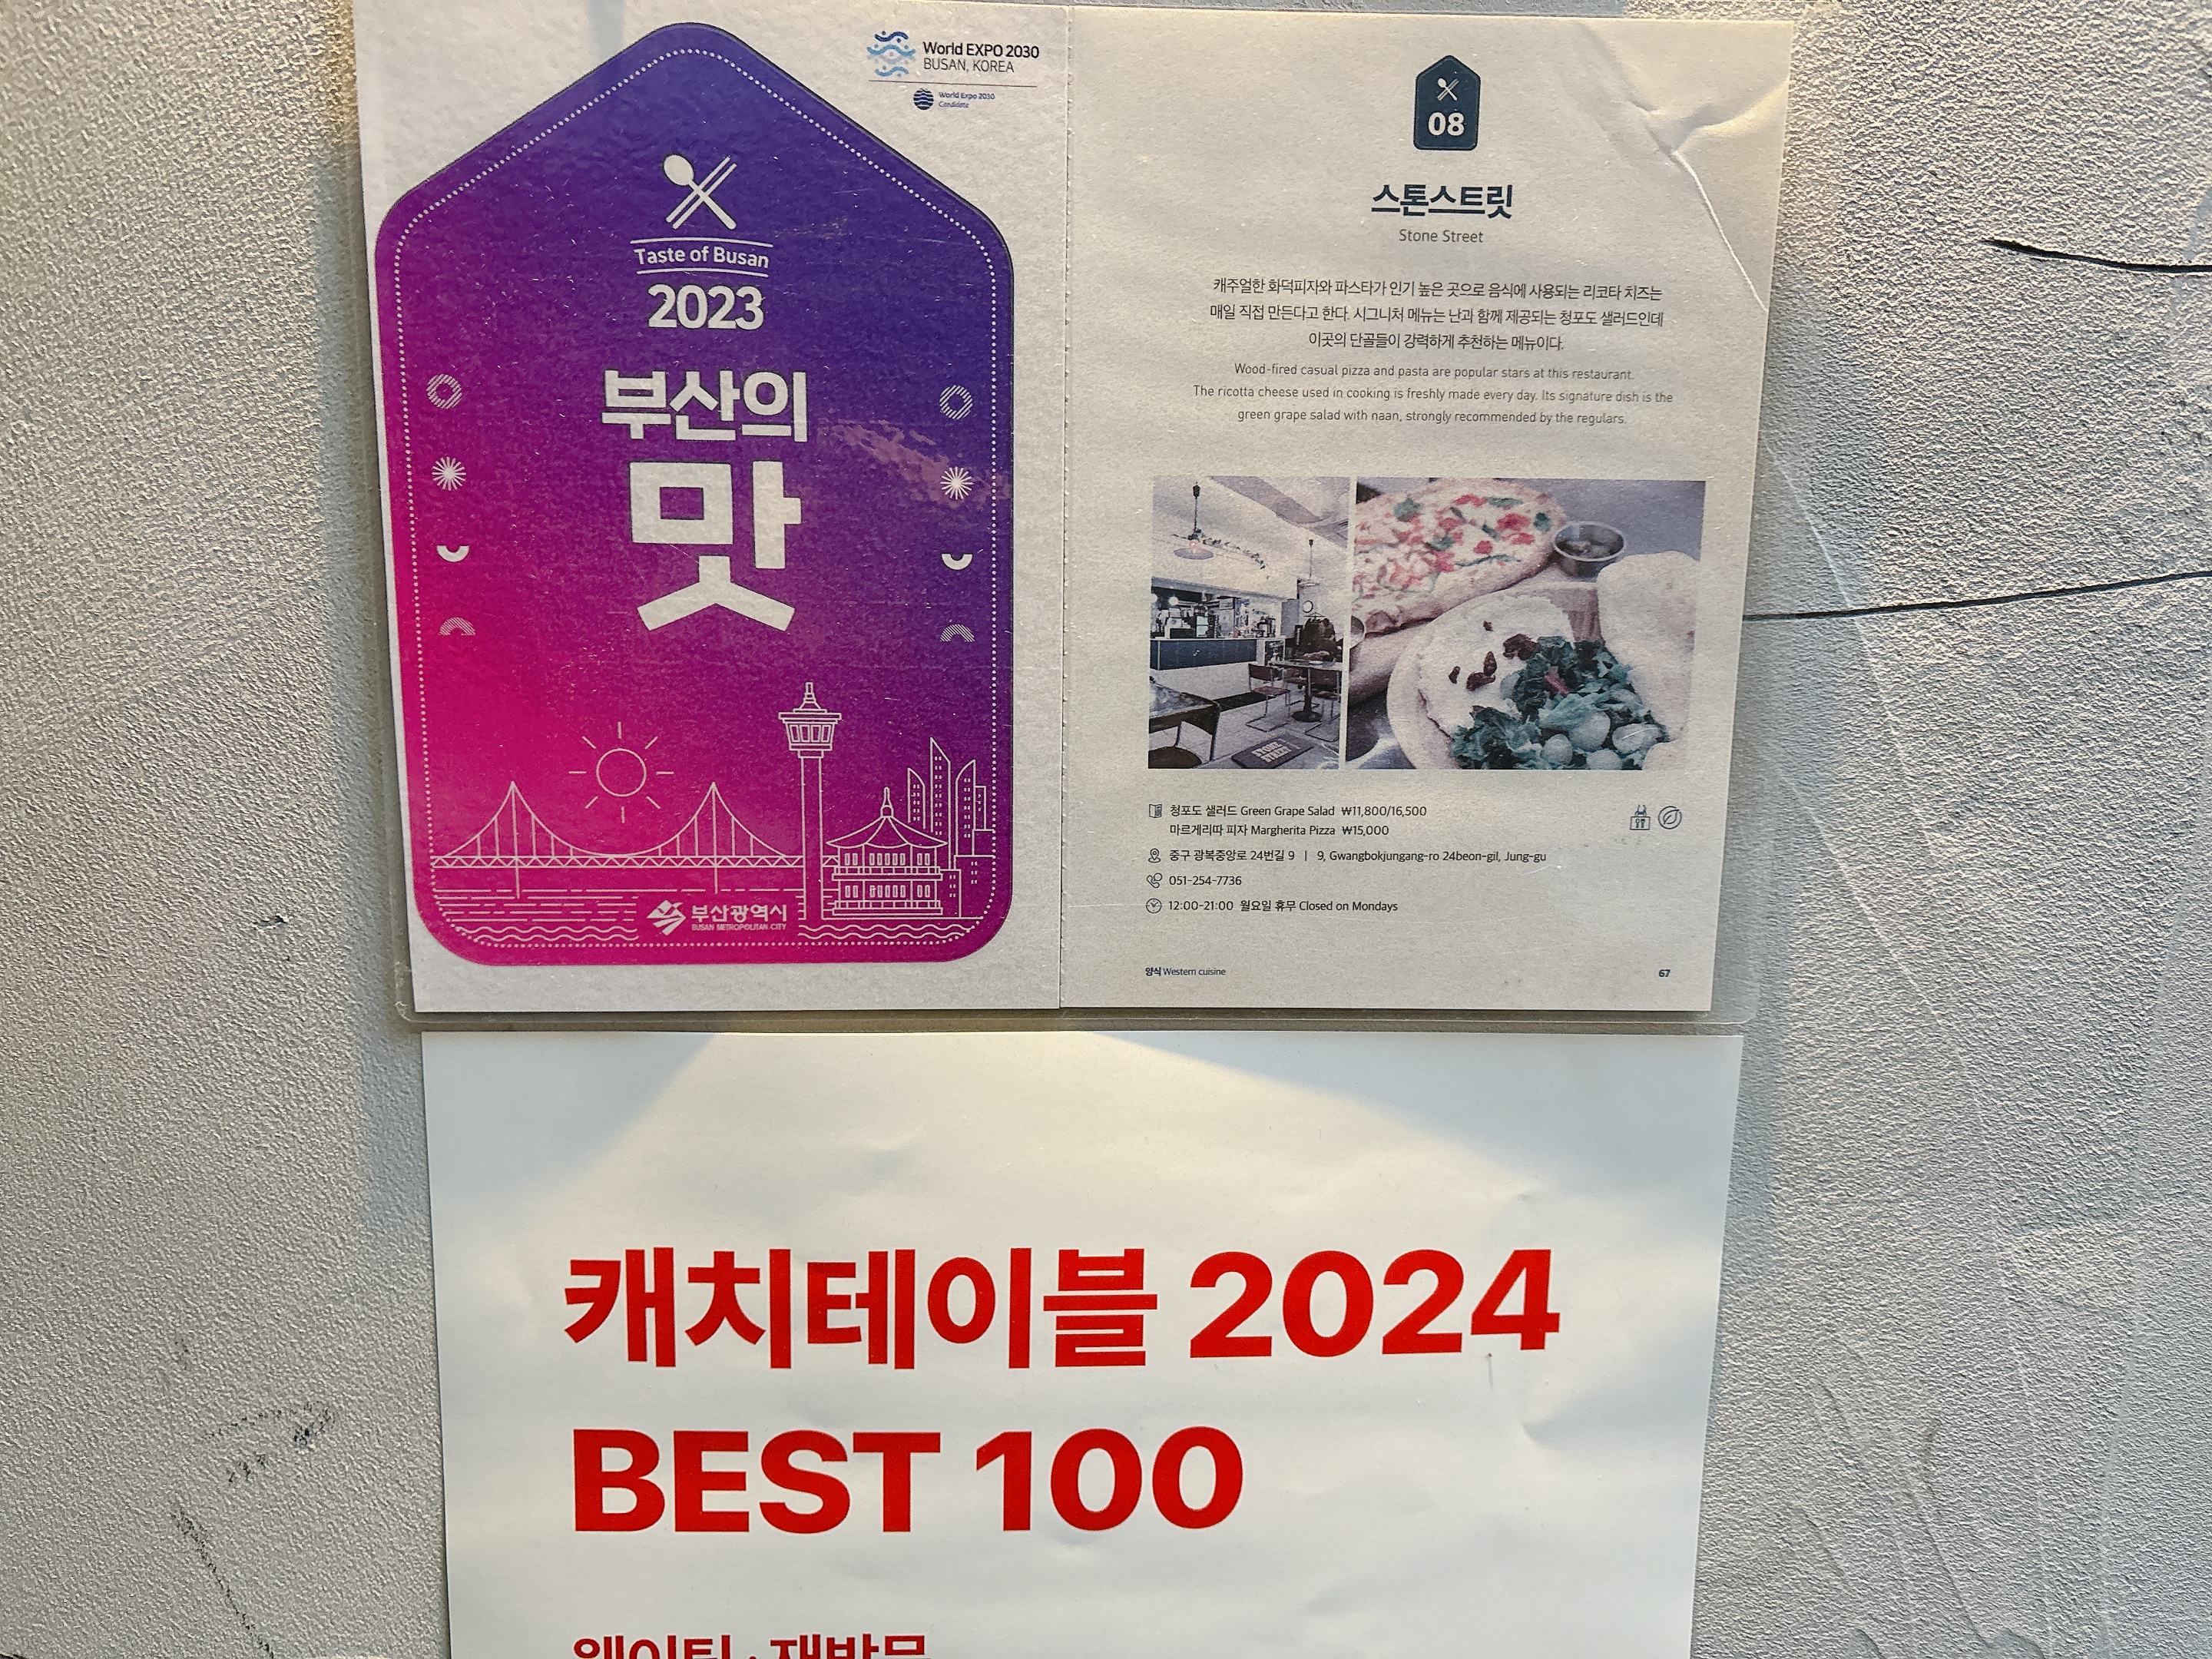 World EXPO 2030
BUSAN, KOREA
World Expo 2030
Candidate
Taste of Busan
2023
부산의
맛
부산광역시
BUSAN METROPOLITAN CITY
08
스톤스트릿
Stone Street
캐주얼한 화덕피자와 파스타가 인기 높은 곳으로 음식에 사용되는 리코타 치즈는
매일 직접 만든다고 한다. 시그니처 메뉴는 난과 함께 제공되는 청포도 샐러드인데
이곳의 단골들이 강력하게 추천하는 메뉴이다.
Wood-fired casual pizza and pasta are popular stars at this restaurant.
The ricotta cheese used in cooking is freshly made every day. Its signature dish is the
green grape salad with naan, strongly recommended by the regulars.
청포도 샐러드 Green Grape Salad ₩11,800/16,500
마르게리따 피자 Margherita Pizza ₩15,000
중구 광복중앙로 24번길 9 | 9, Gwangbokjungang-ro 24beon-gil, Jung-gu
051-254-7736
12:00-21:00 월요일 휴무 Closed on Mondays
양식 Western cuisine
67
캐치테이블 2024
BEST 100
웨이팅 · 재방문